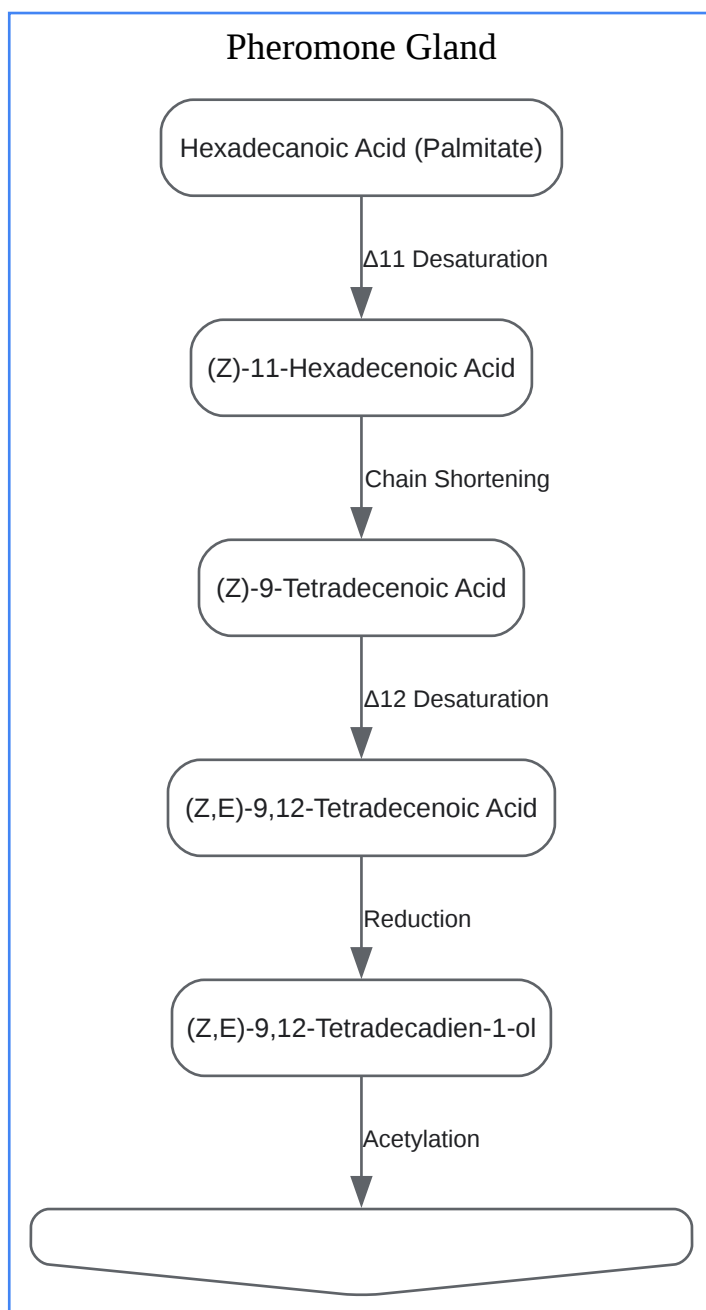 Pheromone Gland
Hexadecanoic Acid (Palmitate)
Δ11 Desaturation
(Z)-11-Hexadecenoic Acid
Chain Shortening
(Z)-9-Tetradecenoic Acid
Δ12 Desaturation
(Z,E)-9,12-Tetradecenoic Acid
Reduction
(Z,E)-9,12-Tetradecadien-1-ol
Acetylation